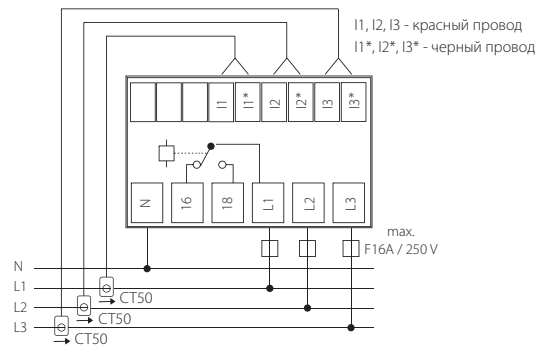 I1, I2, I3 - красный провод
I1*, I2*, I3* - черный провод
I1 I1* I2 I2* I3 I3*
N 16 18 L1 L2 L3
max.
F16A / 250 V
N
L1
CT50
L2
CT50
L3
CT50